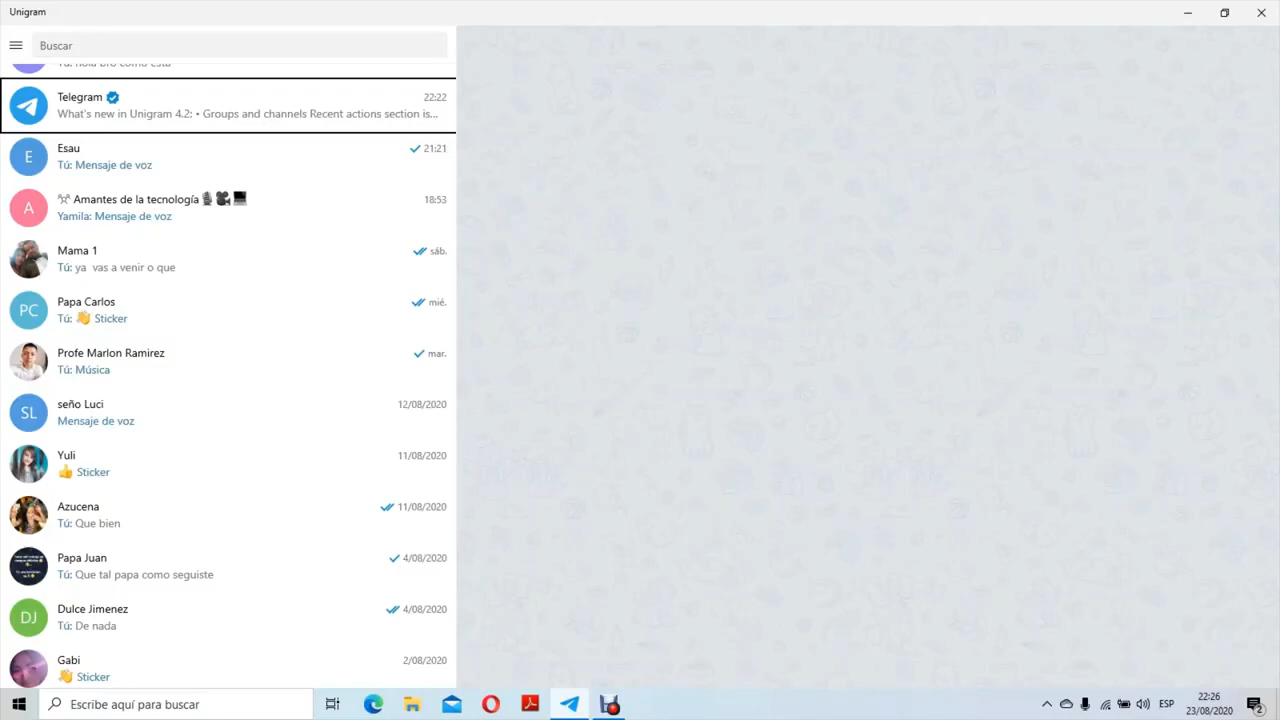 Unigram
Buscar
Tú: hola bro como esta
Telegram 22:22
What's new in Unigram 4.2: • Groups and channels Recent actions section is...
E
Esau 21:21
Tú: Mensaje de voz
A
Amantes de la tecnología 18:53
Yamila: Mensaje de voz
Mama 1 sáb.
Tú: ya vas a venir o que
PC
Papa Carlos mié.
Tú: 👋 Sticker
Profe Marlon Ramirez mar.
Tú: Música
SL
seño Luci 12/08/2020
Mensaje de voz
Yuli 11/08/2020
👍 Sticker
Azucena 11/08/2020
Tú: Que bien
Papa Juan 4/08/2020
Tú: Que tal papa como seguiste
DJ
Dulce Jimenez 4/08/2020
Tú: De nada
Gabi 2/08/2020
👋 Sticker
Escribe aquí para buscar
ESP
22:26
23/08/2020
2